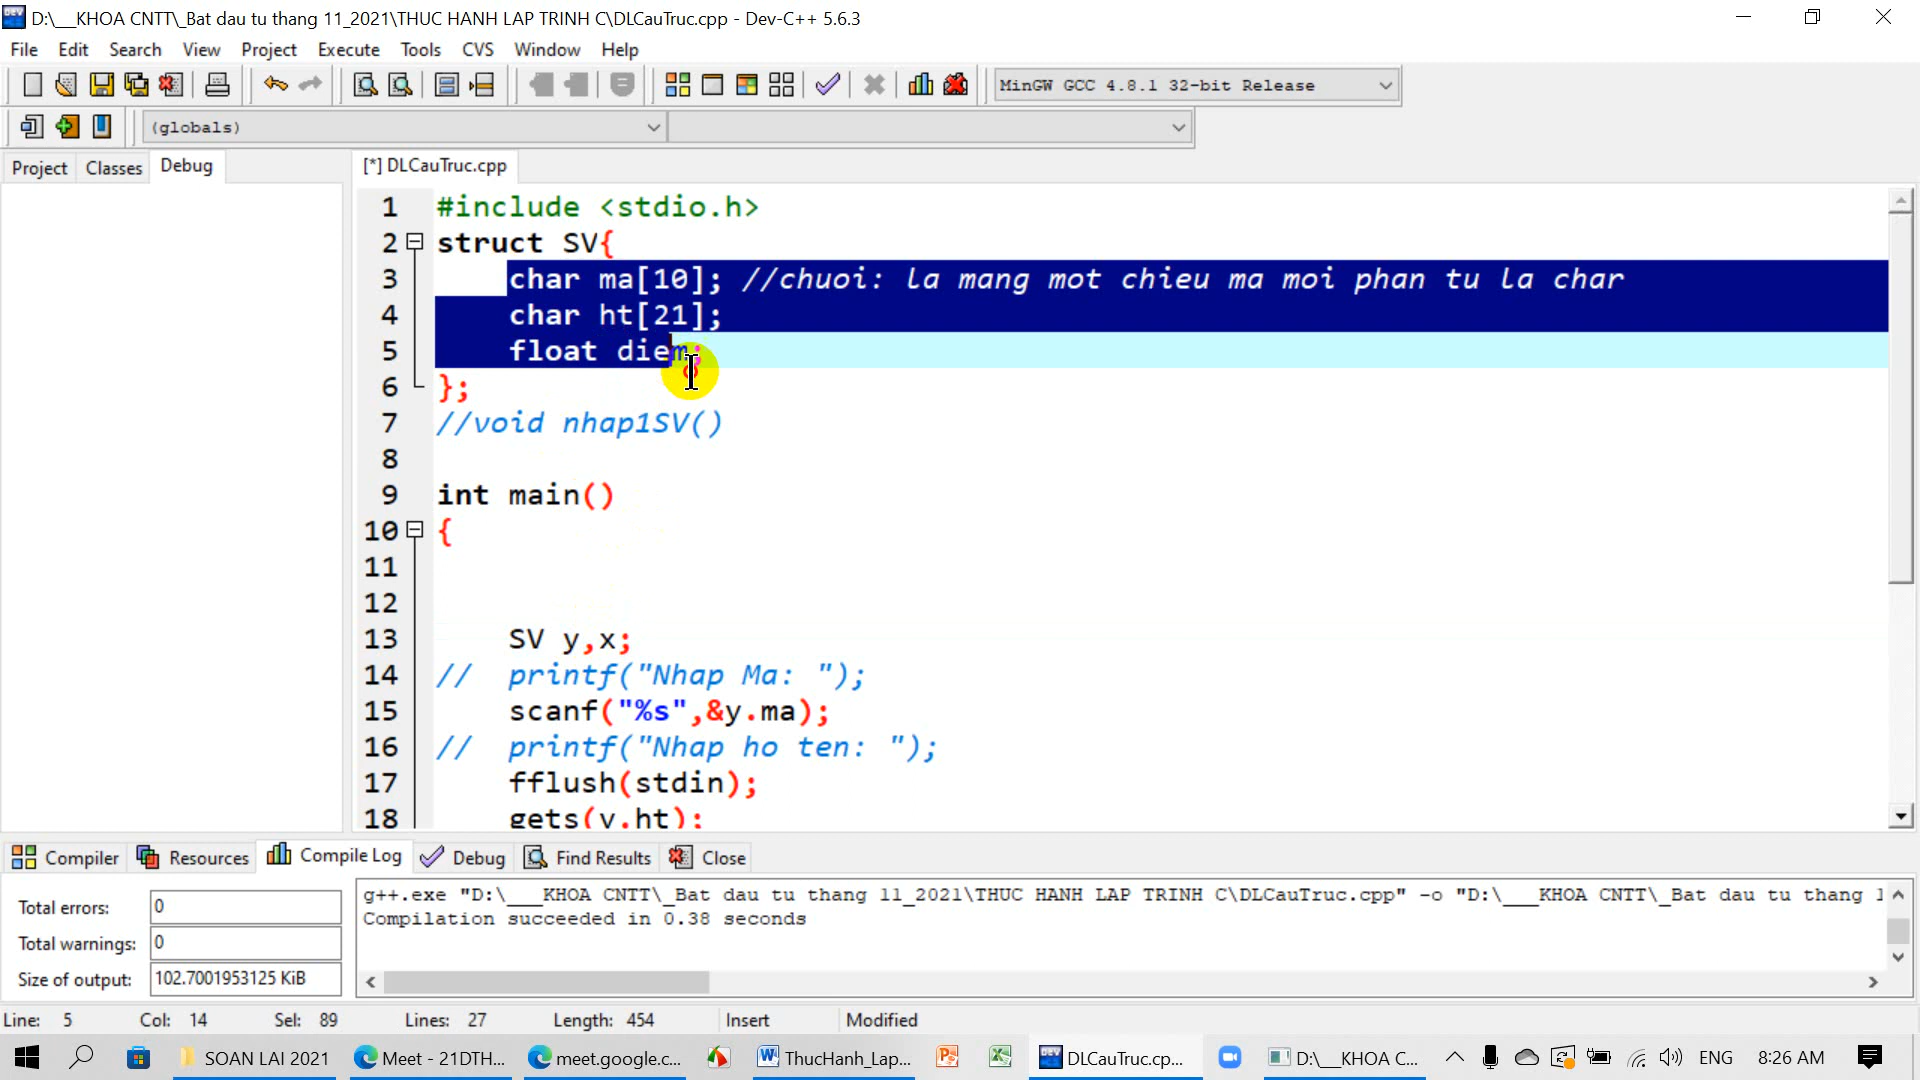 D:\___KHOA CNTT\_Bat dau tu thang 11_2021\THUC HANH LAP TRINH C\DLCauTruc.cpp - Dev-C++ 5.6.3
File Edit Search View Project Execute Tools CVS Window Help
MinGW GCC 4.8.1 32-bit Release
(globals)
Project Classes Debug
[*] DLCauTruc.cpp
1 #include <stdio.h>
2 struct SV{
3 char ma[10]; //chuoi: la mang mot chieu ma moi phan tu la char
4 char ht[21];
5 float diem;
6 };
7 //void nhap1SV()
8
9 int main()
10 {
11
12
13 SV y,x;
14 // printf("Nhap Ma: ");
15 scanf("%s",&y.ma);
16 // printf("Nhap ho ten: ");
17 fflush(stdin);
18 gets(y.ht);
Compiler Resources Compile Log Debug Find Results Close
Total errors: 0
Total warnings: 0
Size of output: 102.7001953125 KiB
g++.exe "D:\___KHOA CNTT\_Bat dau tu thang 11_2021\THUC HANH LAP TRINH C\DLCauTruc.cpp" -o "D:\___KHOA CNTT\_Bat dau tu thang 1
Compilation succeeded in 0.38 seconds
Line: 5 Col: 14 Sel: 89 Lines: 27 Length: 454 Insert Modified
SOAN LAI 2021 Meet - 21DTH... meet.google.c... ThucHanh_Lap... DLCauTruc.cp... D:\___KHOA C... ENG 8:26 AM